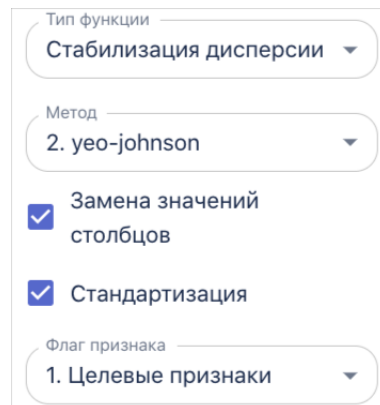 Тип функции
Стабилизация дисперсии
Метод
2. yeo-johnson
Замена значений
столбцов
Стандартизация
Флаг признака
1. Целевые признаки